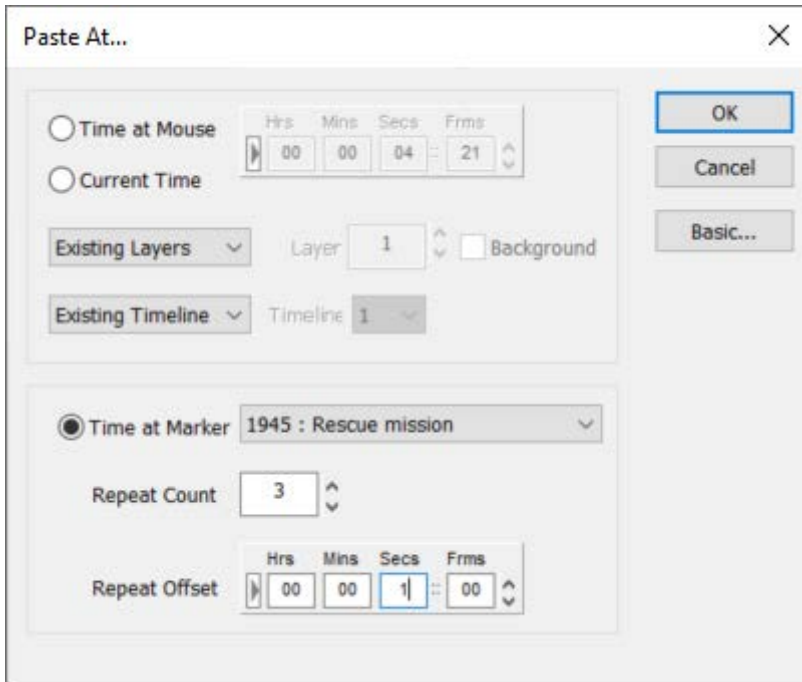 Paste At...
Time at Mouse
Hrs Mins Secs Frms
00 00 04 :: 21
Current Time
Existing Layers Layer 1 Background
Existing Timeline Timeline 1
OK
Cancel
Basic...
Time at Marker 1945 : Rescue mission
Repeat Count 3
Hrs Mins Secs Frms
Repeat Offset 00 00 1 :: 00